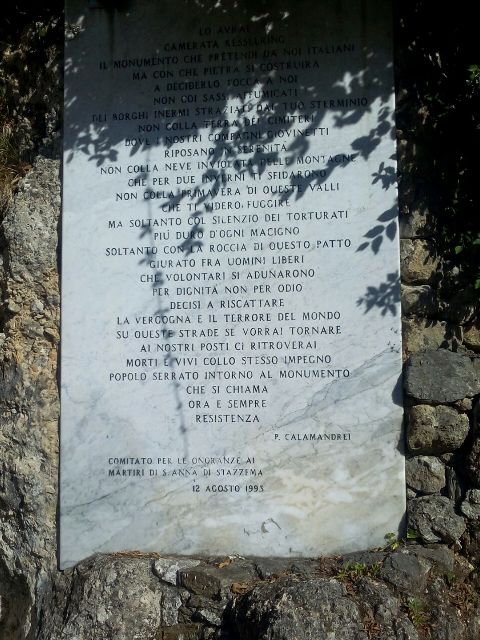 LO AVRAI
CAMERATA KESSELRING
IL MONUMENTO CHE PRETENDI DA NOI ITALIANI
MA CON CHE PIETRA SI COSTRUIRÀ
A DECIDERLO TOCCA A NOI
NON COI SASSI AFFUMICATI
DEI BORGHI INERMI STRAZIATI DAL TUO STERMINIO
NON COLLA TERRA DEI CIMITERI
DOVE I NOSTRI COMPAGNI GIOVINETTI
RIPOSANO IN SERENITÀ
NON COLLA NEVE INVIOLATA DELLE MONTAGNE
CHE PER DUE INVERNI TI SFIDARONO
NON COLLA PRIMAVERA DI QUESTE VALLI
CHE TI VIDERO FUGGIRE
MA SOLTANTO COL SILENZIO DEI TORTURATI
PIÙ DURO D'OGNI MACIGNO
SOLTANTO CON LA ROCCIA DI QUESTO PATTO
GIURATO FRA UOMINI LIBERI
CHE VOLONTARI SI ADUNARONO
PER DIGNITÀ NON PER ODIO
DECISI A RISCATTARE
LA VERGOGNA E IL TERRORE DEL MONDO
SU QUESTE STRADE SE VORRAI TORNARE
AI NOSTRI POSTI CI RITROVERAI
MORTI E VIVI COLLO STESSO IMPEGNO
POPOLO SERRATO INTORNO AL MONUMENTO
CHE SI CHIAMA
ORA E SEMPRE
RESISTENZA
P. CALAMANDREI
COMITATO PER LE ONORANZE AI
MARTIRI DI S. ANNA DI STAZZEMA
12 AGOSTO 1993